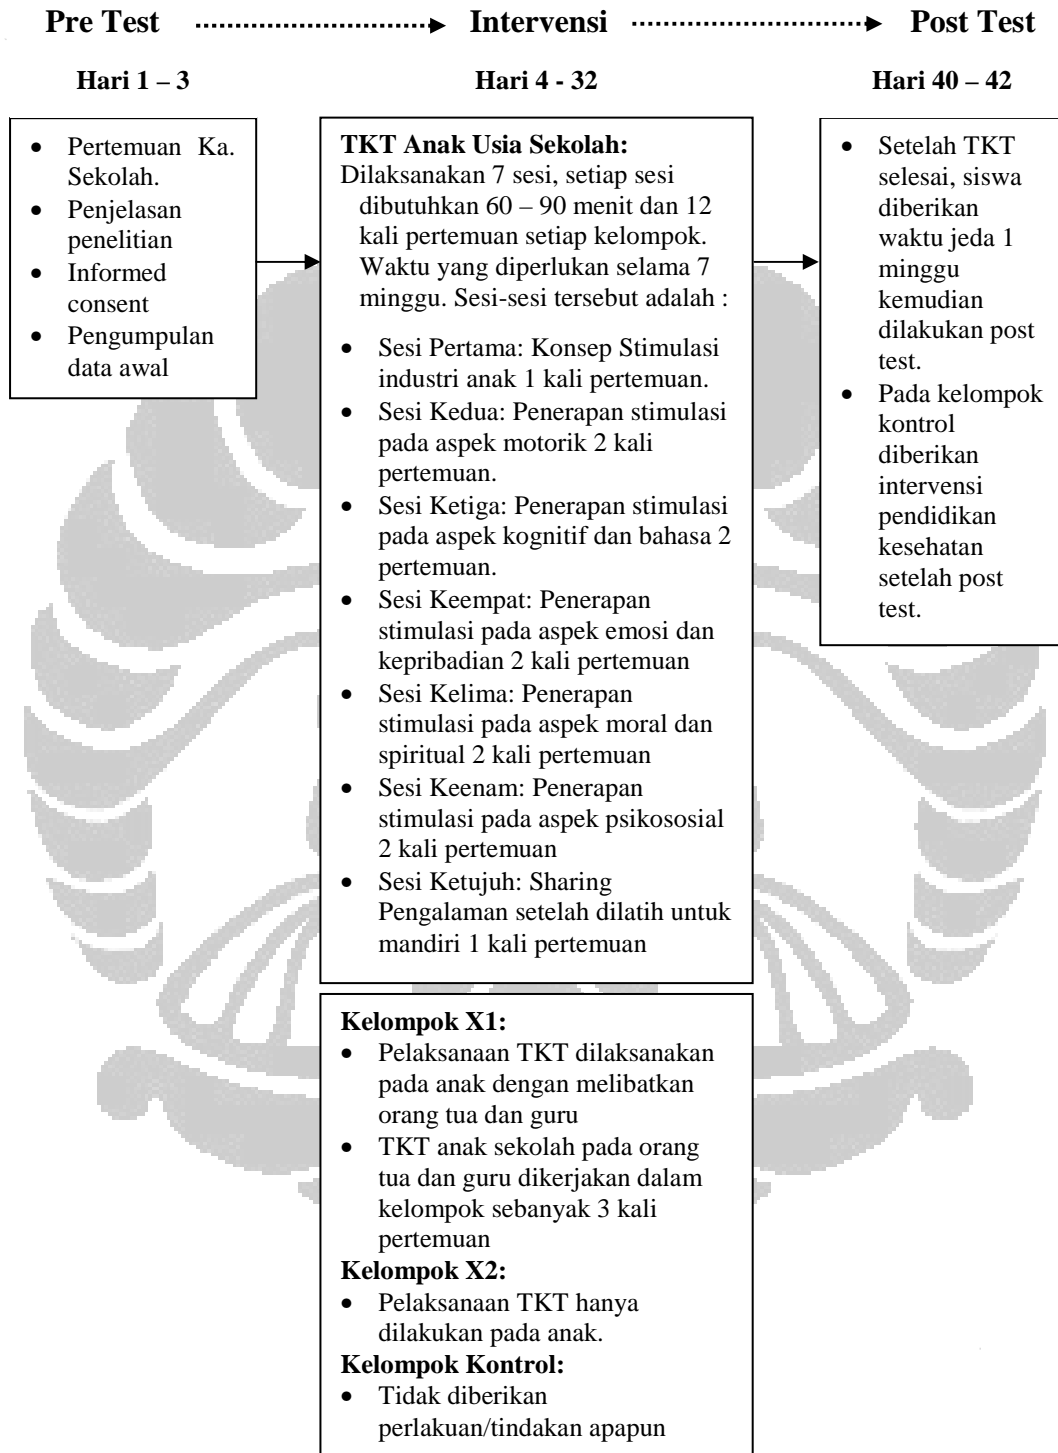 Pre Test Intervensi Post Test
Hari 1 – 3 Hari 4 - 32 Hari 40 – 42
• Pertemuan Ka.
Sekolah.
• Penjelasan
penelitian
• Informed
consent
• Pengumpulan
data awal
TKT Anak Usia Sekolah:
Dilaksanakan 7 sesi, setiap sesi
dibutuhkan 60 – 90 menit dan 12
kali pertemuan setiap kelompok.
Waktu yang diperlukan selama 7
minggu. Sesi-sesi tersebut adalah :
• Sesi Pertama: Konsep Stimulasi
industri anak 1 kali pertemuan.
• Sesi Kedua: Penerapan stimulasi
pada aspek motorik 2 kali
pertemuan.
• Sesi Ketiga: Penerapan stimulasi
pada aspek kognitif dan bahasa 2
pertemuan.
• Sesi Keempat: Penerapan
stimulasi pada aspek emosi dan
kepribadian 2 kali pertemuan
• Sesi Kelima: Penerapan
stimulasi pada aspek moral dan
spiritual 2 kali pertemuan
• Sesi Keenam: Penerapan
stimulasi pada aspek psikososial
2 kali pertemuan
• Sesi Ketujuh: Sharing
Pengalaman setelah dilatih untuk
mandiri 1 kali pertemuan
• Setelah TKT
selesai, siswa
diberikan
waktu jeda 1
minggu
kemudian
dilakukan post
test.
• Pada kelompok
kontrol
diberikan
intervensi
pendidikan
kesehatan
setelah post
test.
Kelompok X1:
• Pelaksanaan TKT dilaksanakan
pada anak dengan melibatkan
orang tua dan guru
• TKT anak sekolah pada orang
tua dan guru dikerjakan dalam
kelompok sebanyak 3 kali
pertemuan
Kelompok X2:
• Pelaksanaan TKT hanya
dilakukan pada anak.
Kelompok Kontrol:
• Tidak diberikan
perlakuan/tindakan apapun